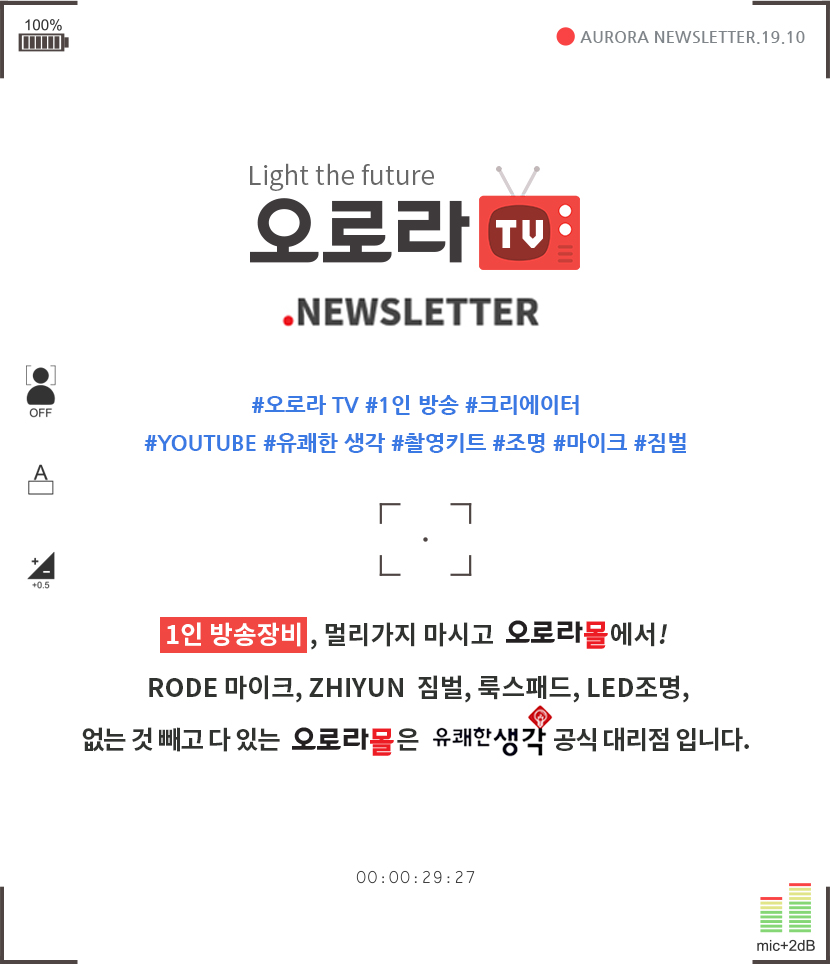 100%
AURORA NEWSLETTER.19.10
Light the future
오로라 TV
.NEWSLETTER
#오로라 TV #1인 방송 #크리에이터
#YOUTUBE #유쾌한 생각 #촬영키트 #조명 #마이크 #짐벌
OFF
A
+0.5
1인 방송장비, 멀리가지 마시고 오로라몰에서!
RODE 마이크, ZHIYUN 짐벌, 룩스패드, LED조명,
없는 것 빼고 다 있는 오로라몰은 유쾌한생각 공식 대리점 입니다.
00:00:29:27
mic+2dB